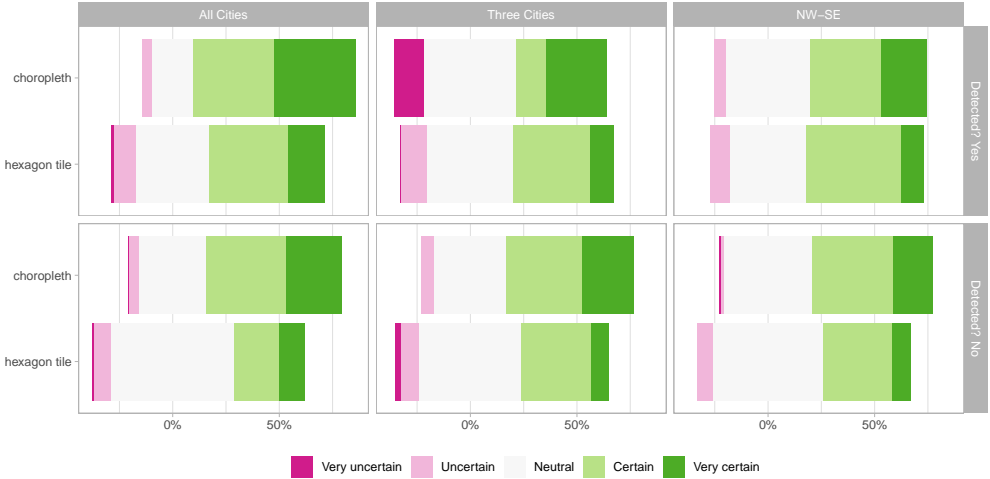 All Cities
Three Cities
NW−SE
choropleth
hexagon tile
Detected? Yes
choropleth
hexagon tile
Detected? No
0%
50%
0%
50%
0%
50%
Very uncertain
Uncertain
Neutral
Certain
Very certain